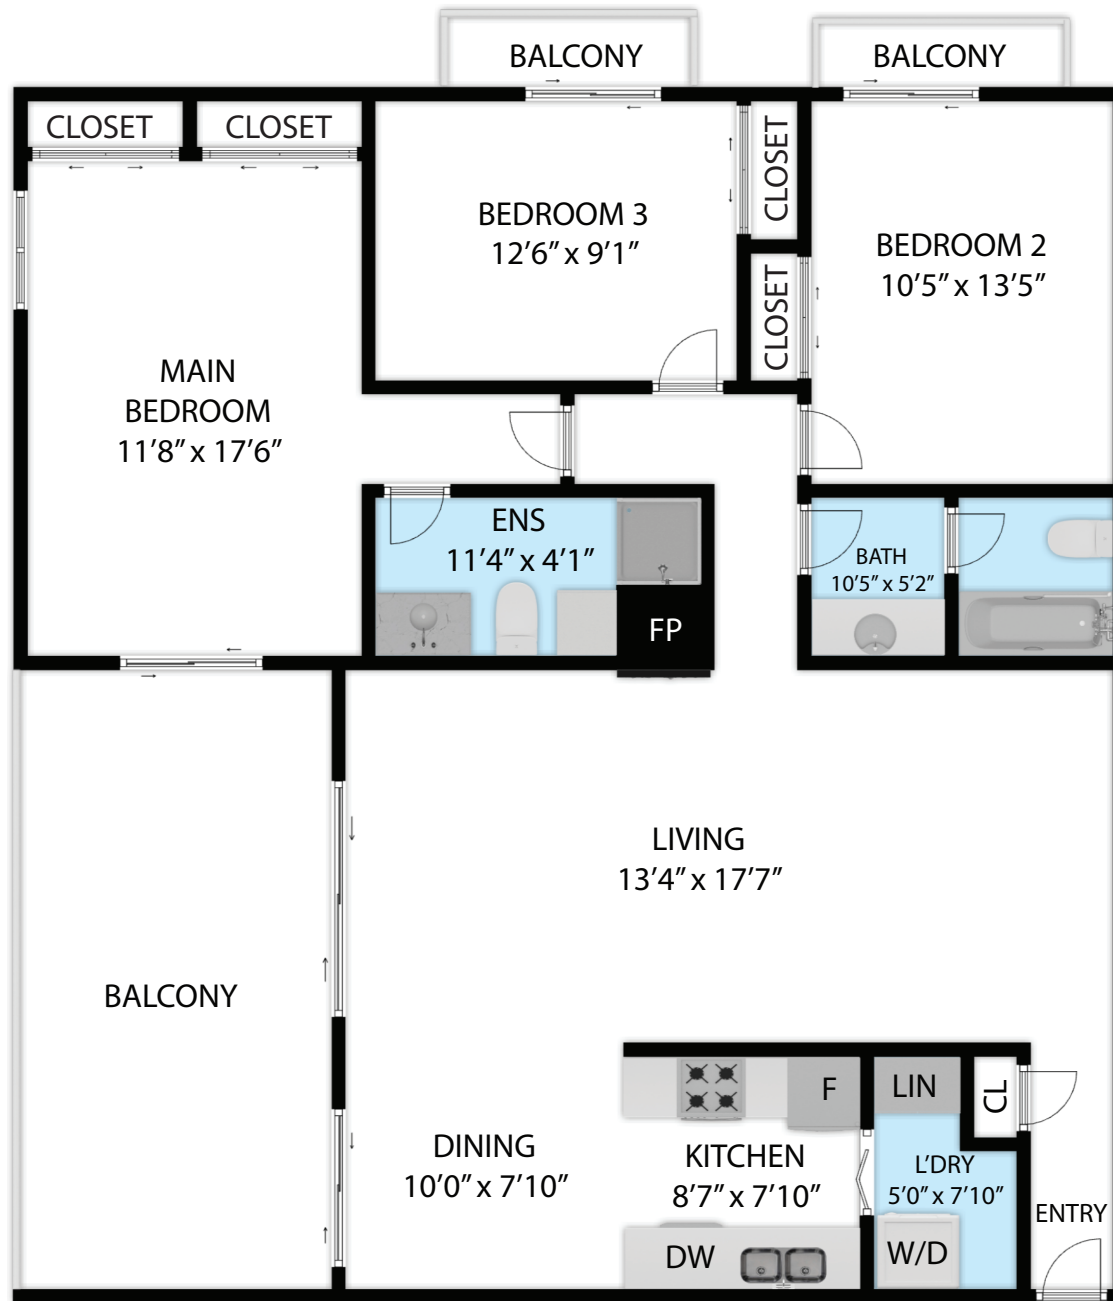 BALCONY
BALCONY
CLOSET
CLOSET
CLOSET
BEDROOM 3
12’6” x 9’1”
BEDROOM 2
10’5” x 13’5”
CLOSET
MAIN
BEDROOM
11’8” x 17’6”
ENS
11’4” x 4’1”
BATH
10’5” x 5’2”
FP
LIVING
13’4” x 17’7”
BALCONY
F
LIN
CL
DINING
10’0” x 7’10”
KITCHEN
8’7” x 7’10”
L’DRY
5’0” x 7’10”
ENTRY
DW
W/D